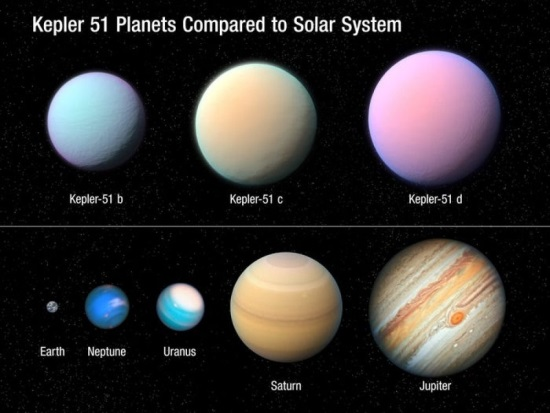 Kepler 51 Planets Compared to Solar System
Kepler-51 b
Kepler-51 c
Kepler-51 d
Earth
Neptune
Uranus
Saturn
Jupiter